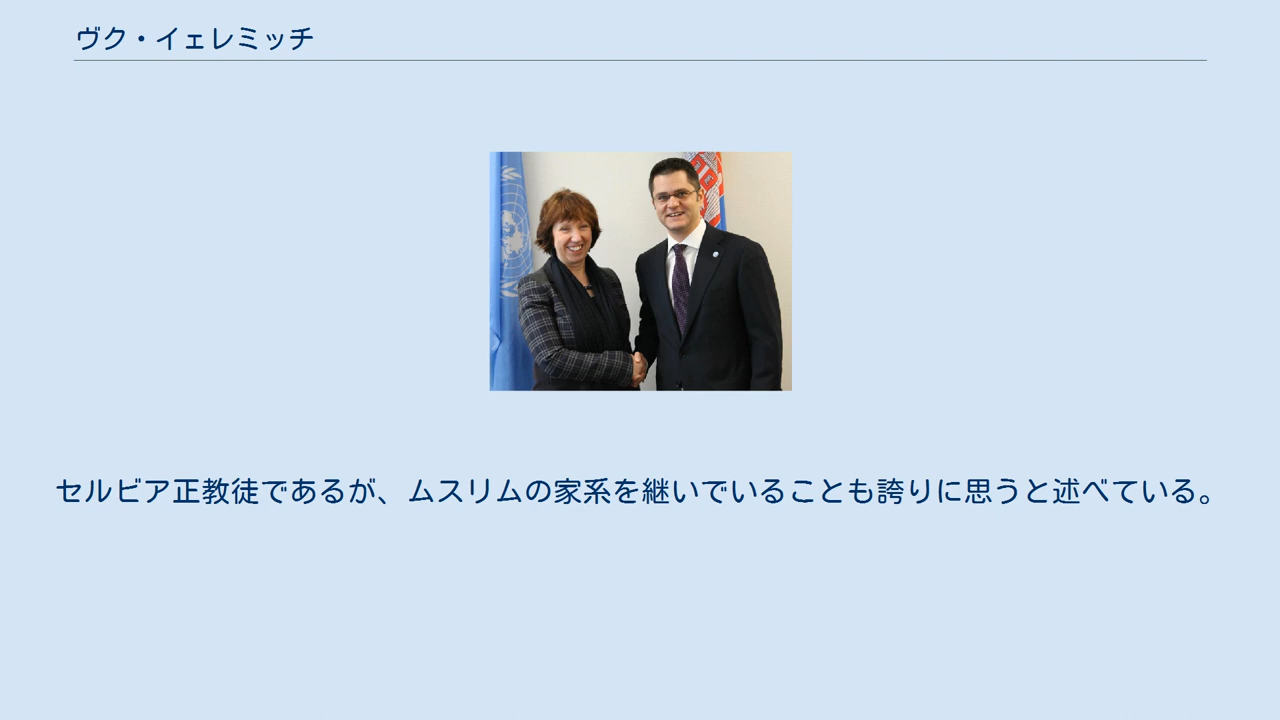 ヴク・イェレミッチ
セルビア正教徒であるが、ムスリムの家系を継いでいることも誇りに思うと述べている。